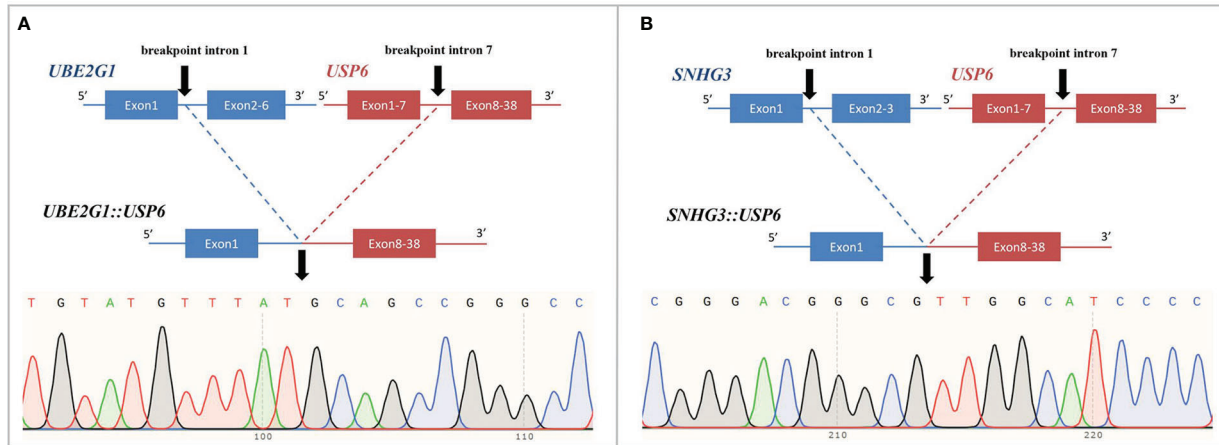 A
breakpoint intron 1 breakpoint intron 7
UBE2G1 USP6
5’ Exon1 Exon2-6 3’ Exon1-7 Exon8-38
UBE2G1::USP6
5’ Exon1 Exon8-38 3’
T G T A T G T T T A T G C A G C C G G G C C
100 110
B
breakpoint intron 1 breakpoint intron 7
SNHG3 USP6
5’ Exon1 Exon2-3 3’ 5’ Exon1-7 Exon8-38 3’
SNHG3::USP6
5’ Exon1 Exon8-38 3’
C G G G A C G G G C G T T G G C A T C C C C
210 220